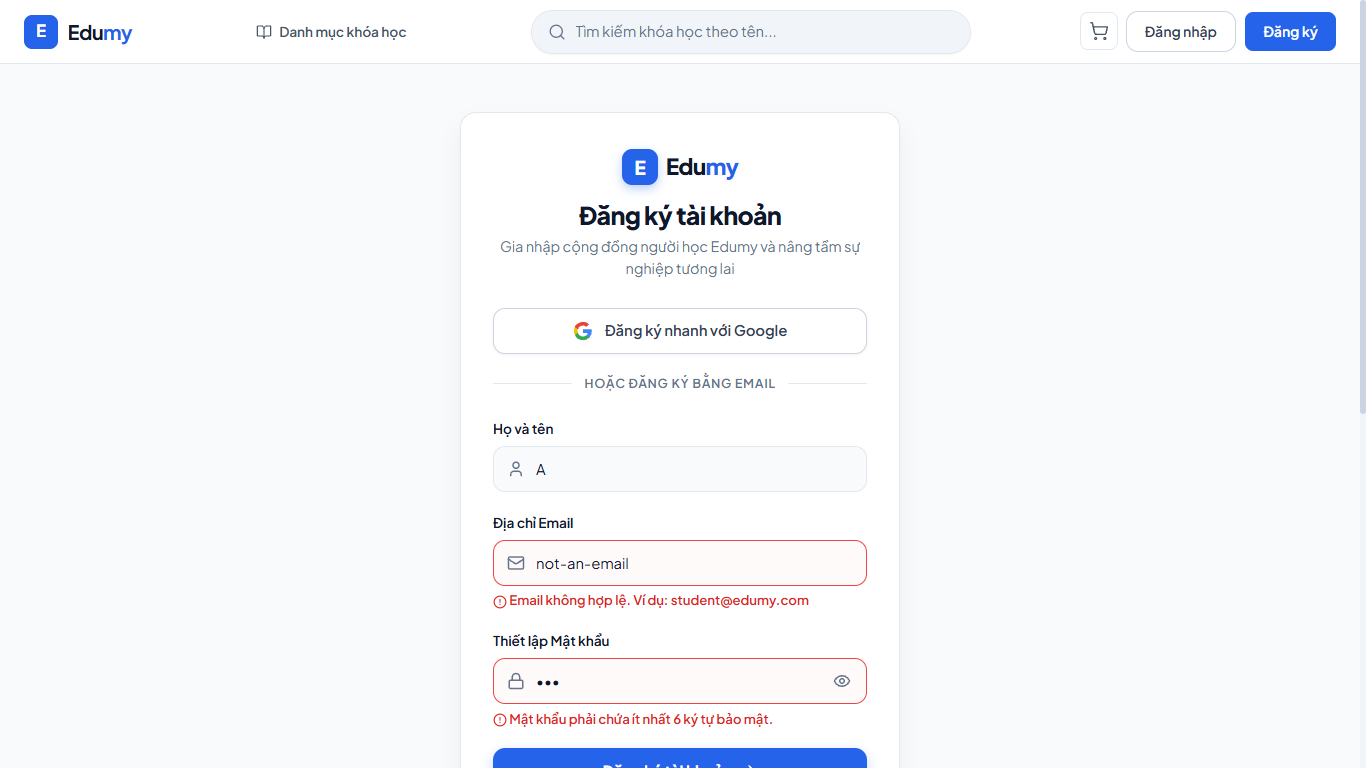 E Edumy
Danh mục khóa học
Tìm kiếm khóa học theo tên...
Đăng nhập
Đăng ký
E Edumy
Đăng ký tài khoản
Gia nhập cộng đồng người học Edumy và nâng tầm sự
nghiệp tương lai
Đăng ký nhanh với Google
HOẶC ĐĂNG KÝ BẰNG EMAIL
Họ và tên
A
Địa chỉ Email
not-an-email
Email không hợp lệ. Ví dụ: student@edumy.com
Thiết lập Mật khẩu
•••
Mật khẩu phải chứa ít nhất 6 ký tự bảo mật.